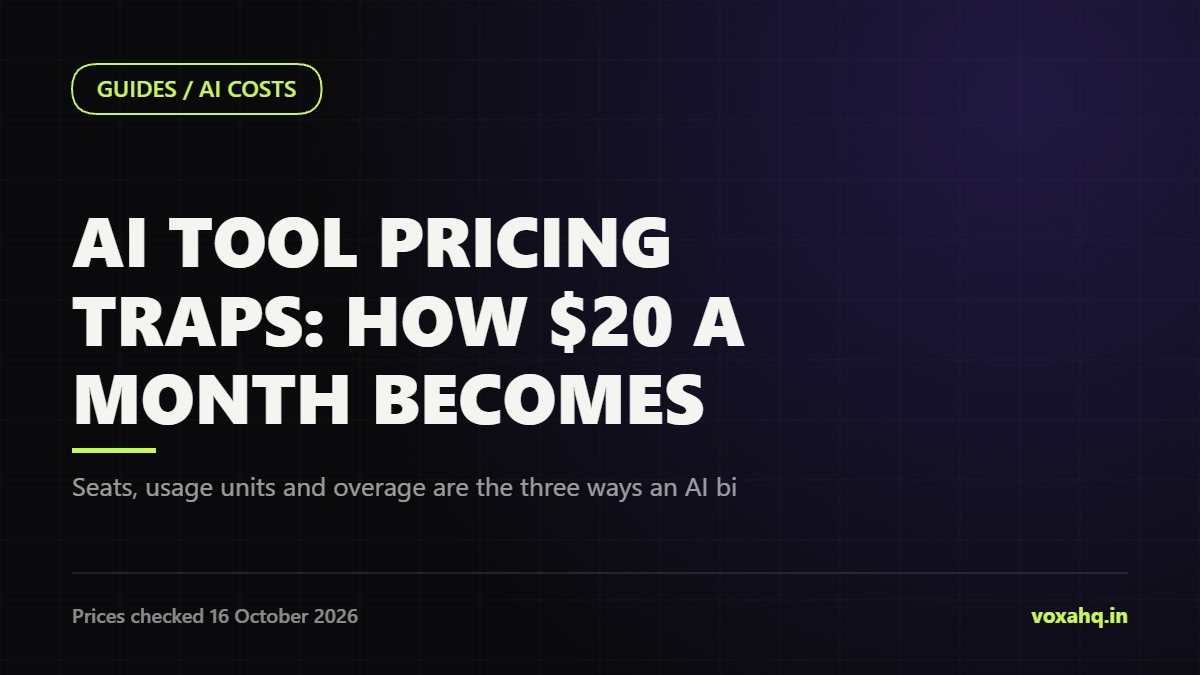 GUIDES / AI COSTS
AI TOOL PRICING
TRAPS: HOW $20 A
MONTH BECOMES
Seats, usage units and overage are the three ways an AI bi
Prices checked 16 October 2026
voxahq.in